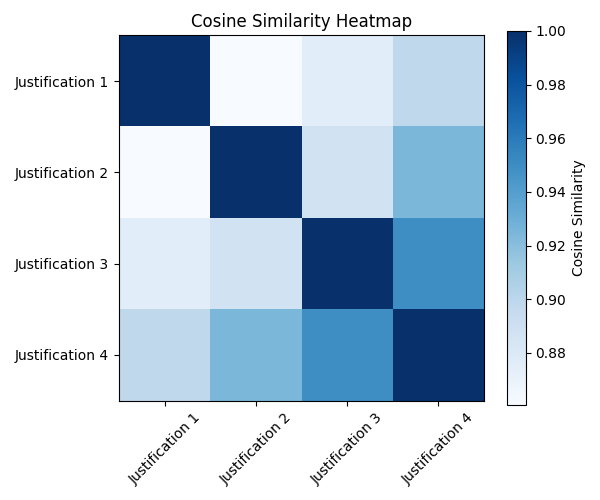 Cosine Similarity Heatmap
Justification 1
Justification 2
Justification 3
Justification 4
Justification 1
Justification 2
Justification 3
Justification 4
1.00
0.98
0.96
0.94
0.92
0.90
0.88
Cosine Similarity